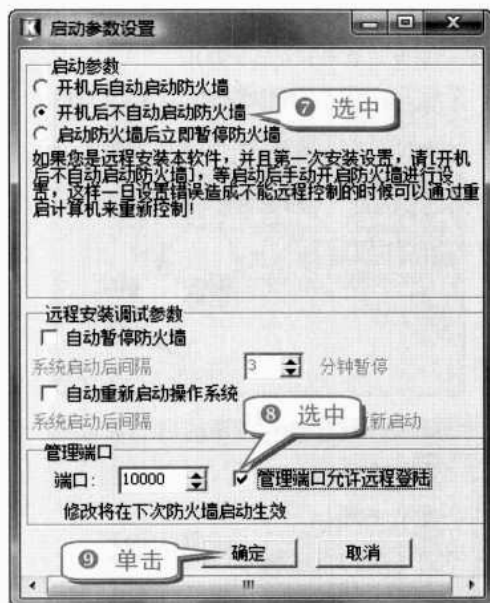 启动参数设置
启动参数
开机后自动启动防火墙
开机后不自动启动防火墙
❼ 选中
启动防火墙后立即暂停防火墙
如果您是远程安装本软件，并且第一次安装设置，请[开机
后不自动启动防火墙]，等启动后手动开启防火墙进行设
置，这样一旦设置错误造成不能远程控制的时候可以通过重
启计算机来重新控制!
远程安装调试参数
自动暂停防火墙
系统启动后间隔 3 分钟暂停
自动重新启动操作系统
系统启动后间隔 新启动
❽ 选中
管理端口
端口: 10000 管理端口允许远程登陆
修改将在下次防火墙启动生效
❾ 单击 确定 取消